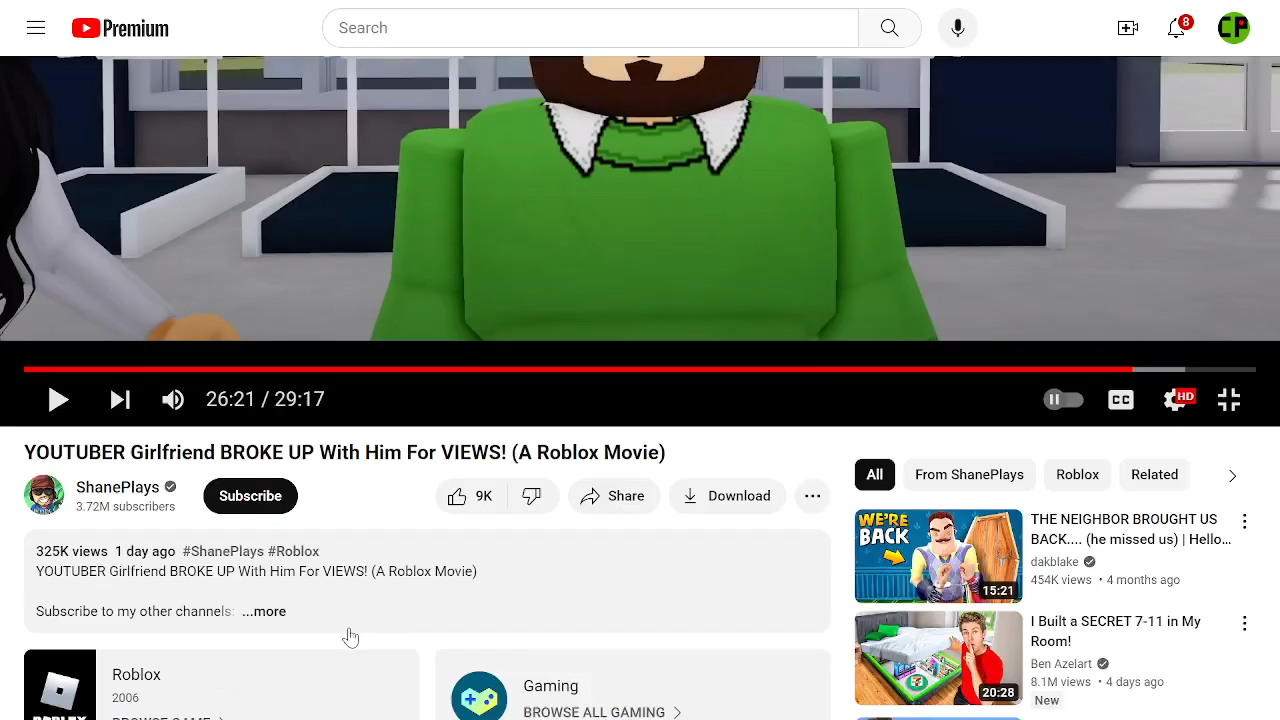 Premium
Search
8
CP
26:21 / 29:17
CC
HD
YOUTUBER Girlfriend BROKE UP With Him For VIEWS! (A Roblox Movie)
ShanePlays
3.72M subscribers
Subscribe
9K
Share
Download
325K views 1 day ago #ShanePlays #Roblox
YOUTUBER Girlfriend BE UP With Him For VIEWS! (A Roblox Movie)
Subscribe to my other channels: ...more
Roblox
2006
BROWSE GAME
ROBLOX
Gaming
BROWSE ALL GAMING
All
From ShanePlays
Roblox
Related
WE'RE
BACK
15:21
THE NEIGHBOR BROUGHT US
BACK.... (he missed us) | Hello...
dakblake
454K views • 4 months ago
20:28
I Built a SECRET 7-11 in My
Room!
Ben Azelart
8.1M views • 4 days ago
New